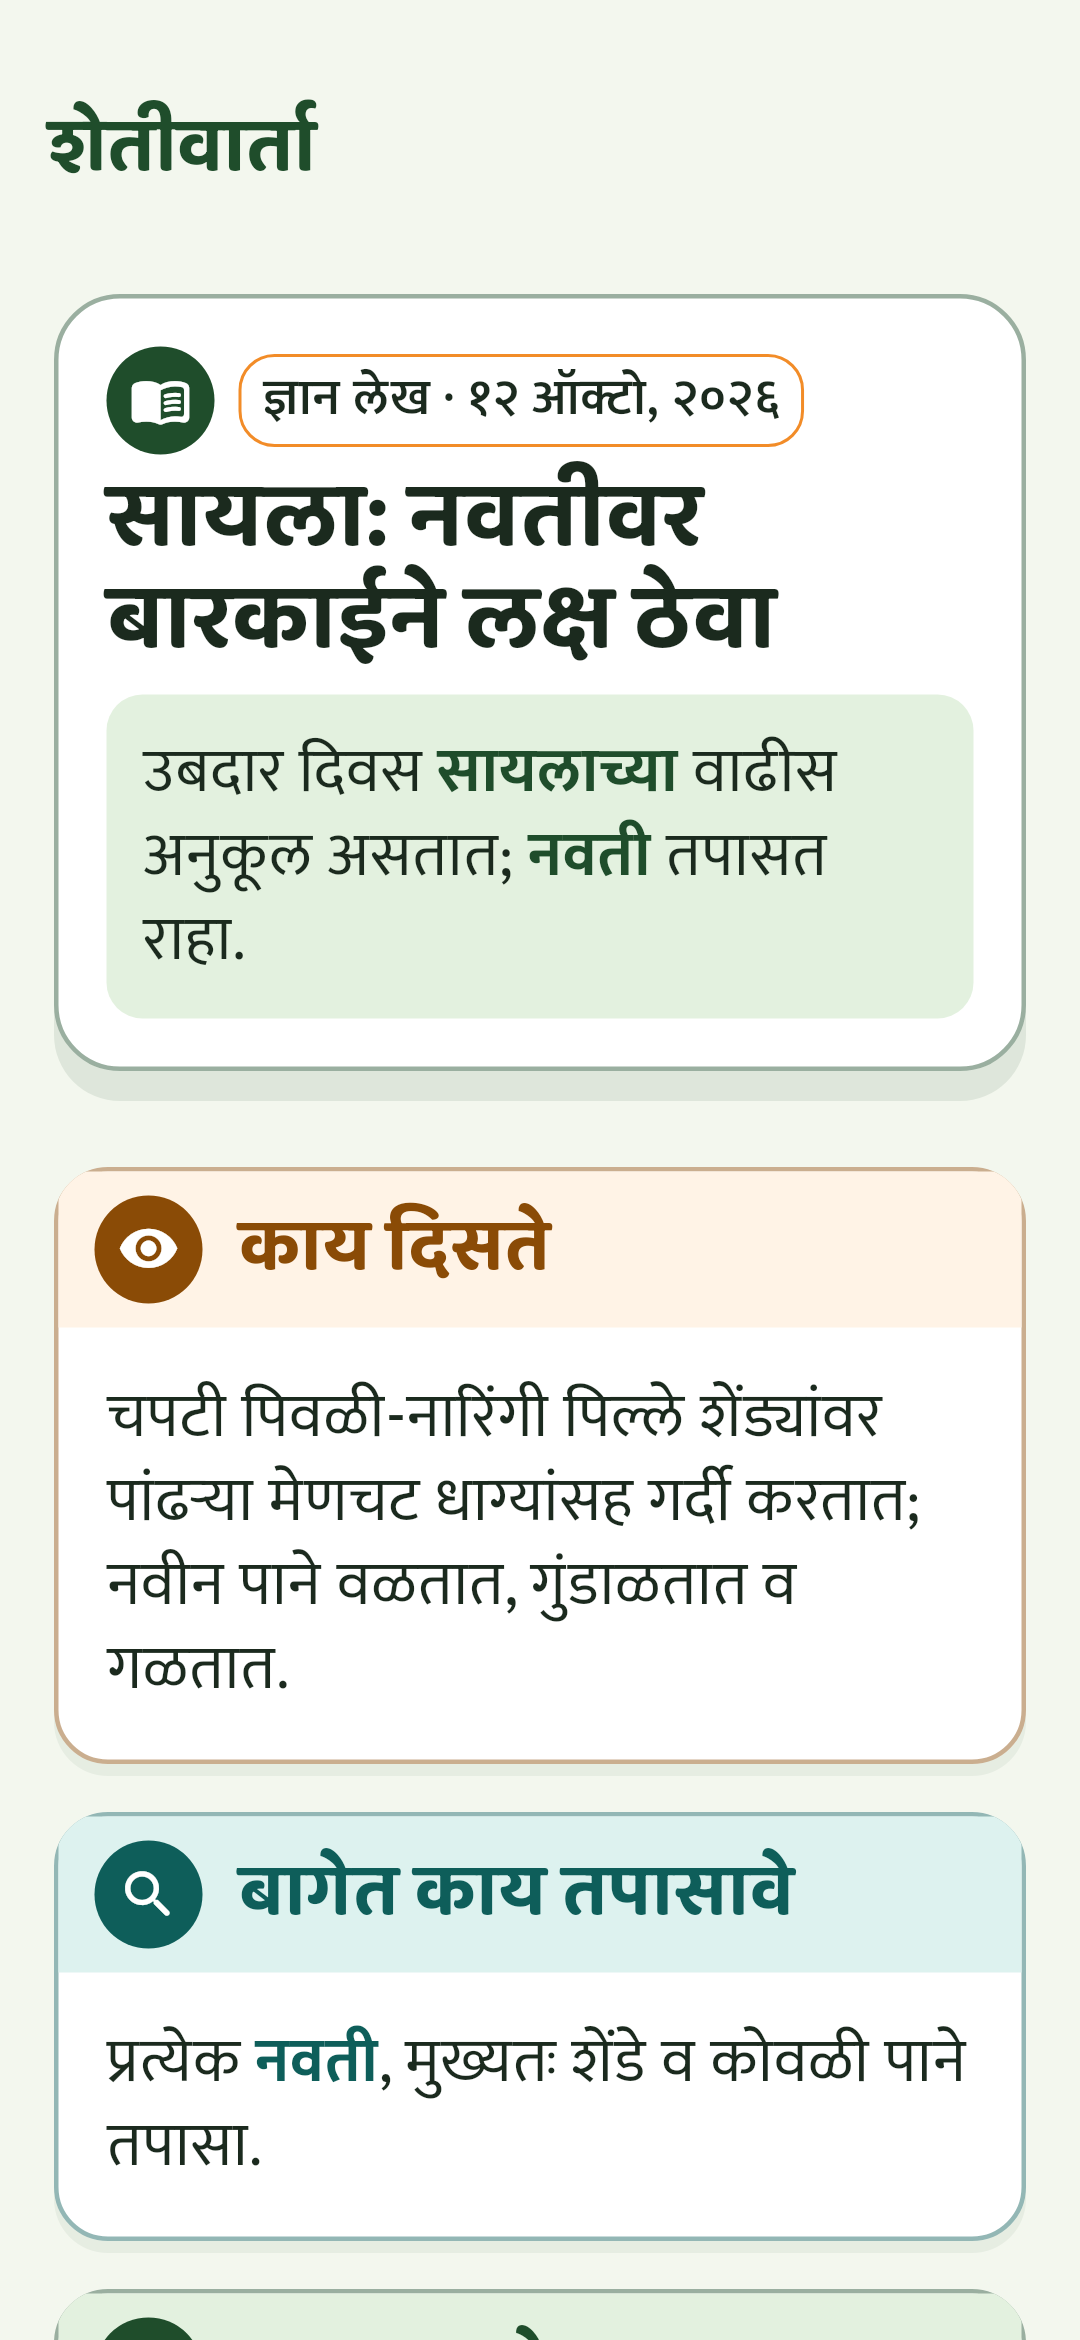 शेतीवार्ता
ज्ञान लेख · १२ ऑक्टो, २०२६
सायला: नवतीवर
बारकाईने लक्ष ठेवा
उबदार दिवस सायलाच्या वाढीस
अनुकूल असतात; नवती तपासत
राहा.
काय दिसते
चपटी पिवळी-नारिंगी पिल्ले शेंड्यांवर
पांढऱ्या मेणचट धाग्यांसह गर्दी करतात;
नवीन पाने वळतात, गुंडाळतात व
गळतात.
बागेत काय तपासावे
प्रत्येक नवती, मुख्यतः शेंडे व कोवळी पाने
तपासा.